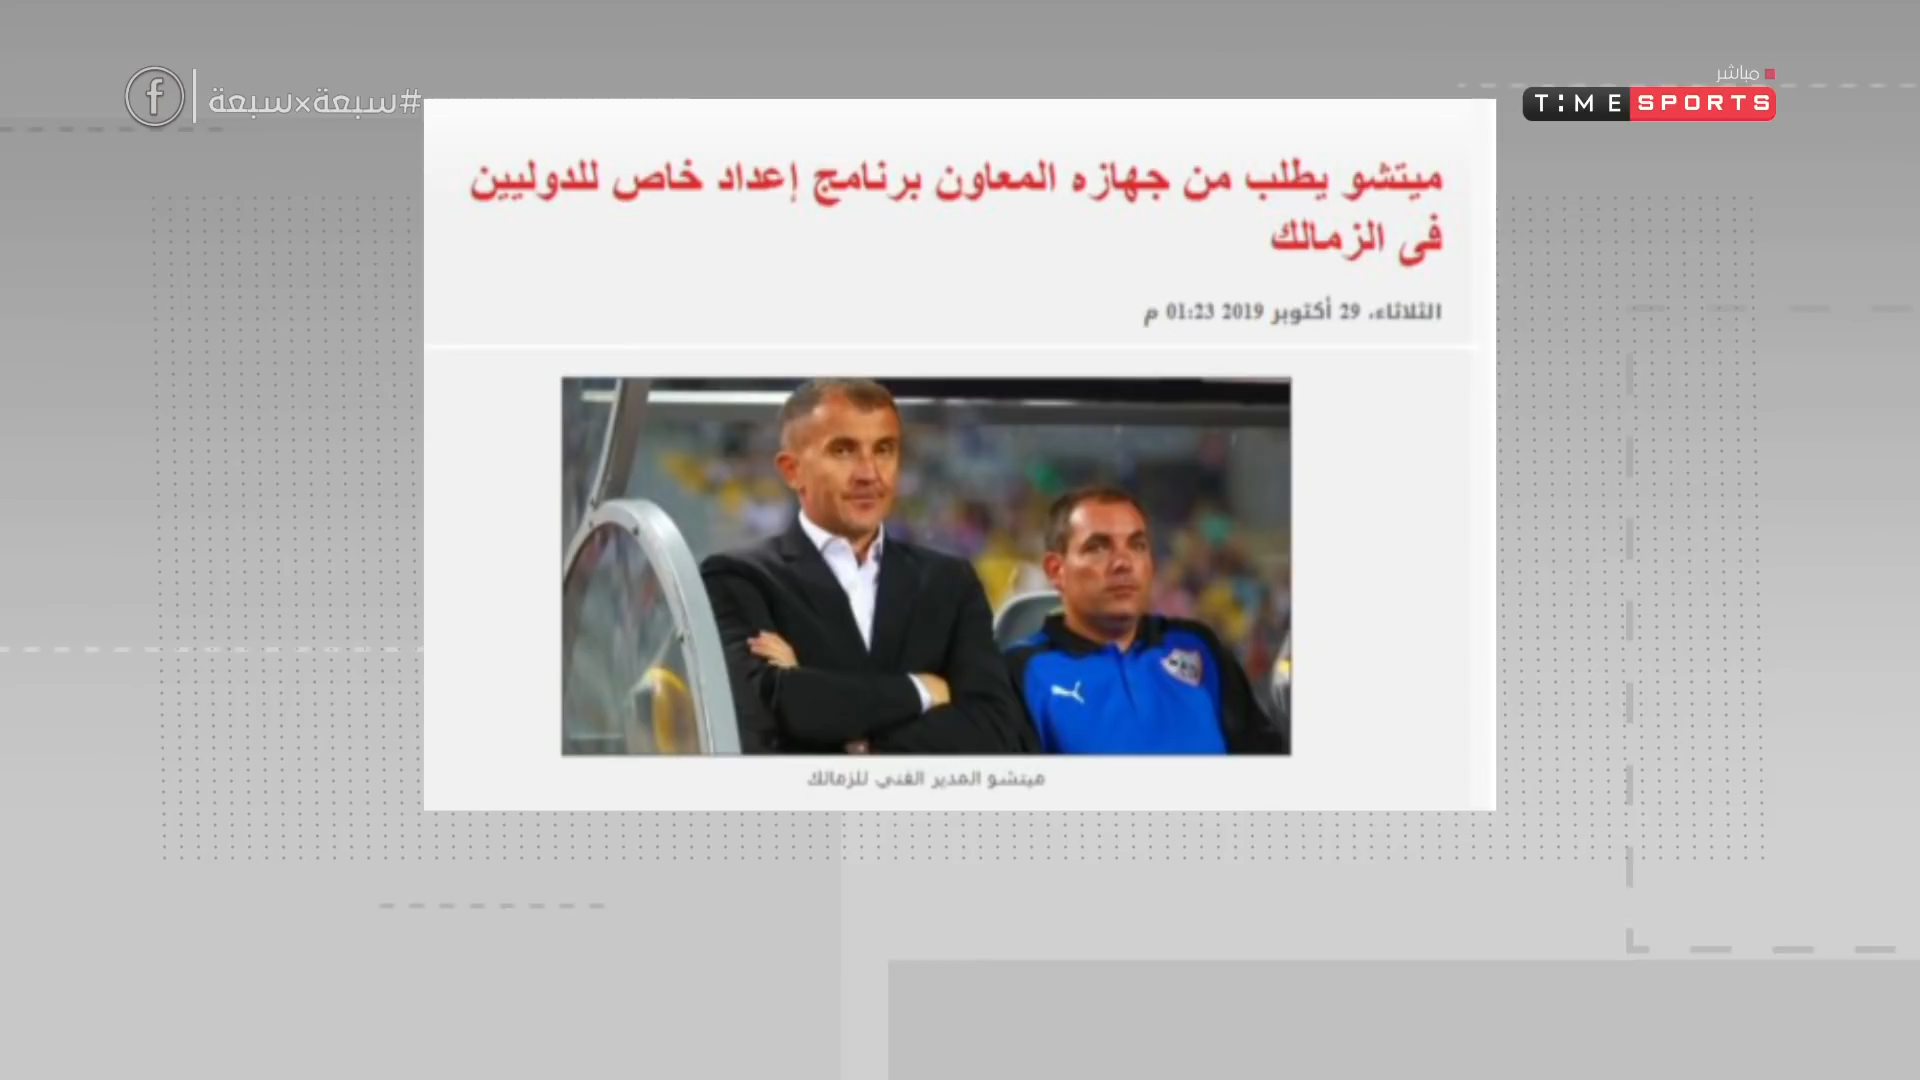 #سبعة×سبعة
مباشر
TIME SPORTS
ميتشو يطلب من جهازه المعاون برنامج إعداد خاص للدوليين
فى الزمالك
الثلاثاء، 29 أكتوبر 2019 01:23 م
ميتشو المدير الفني للزمالك